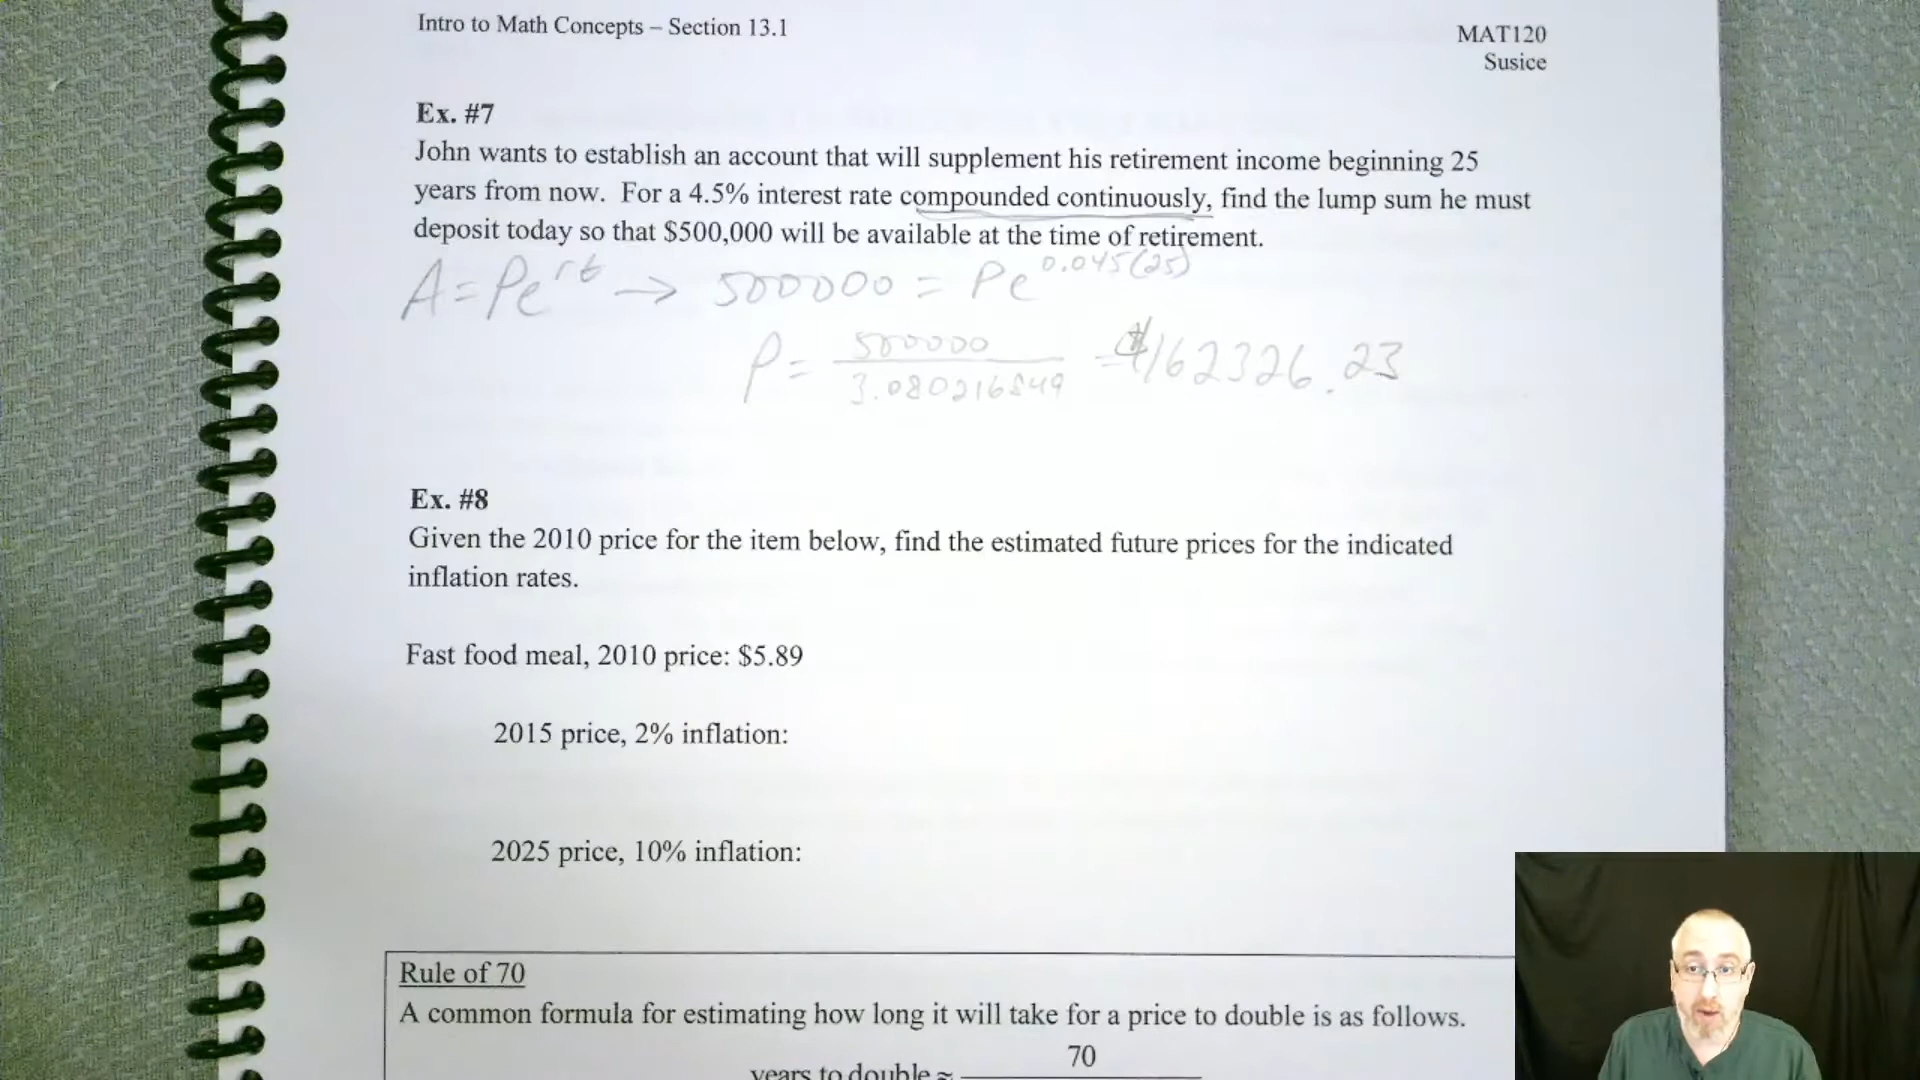 Intro to Math Concepts – Section 13.1
MAT120
Susice
Ex. #7
John wants to establish an account that will supplement his retirement income beginning 25
years from now. For a 4.5% interest rate compounded continuously, find the lump sum he must
deposit today so that $500,000 will be available at the time of retirement.
A = Pe^rt → 500000 = Pe^0.045(25)
P = 500000 / 3.080216849 = $162326.23
Ex. #8
Given the 2010 price for the item below, find the estimated future prices for the indicated
inflation rates.
Fast food meal, 2010 price: $5.89
2015 price, 2% inflation:
2025 price, 10% inflation:
Rule of 70
A common formula for estimating how long it will take for a price to double is as follows.
70
years to double ≈